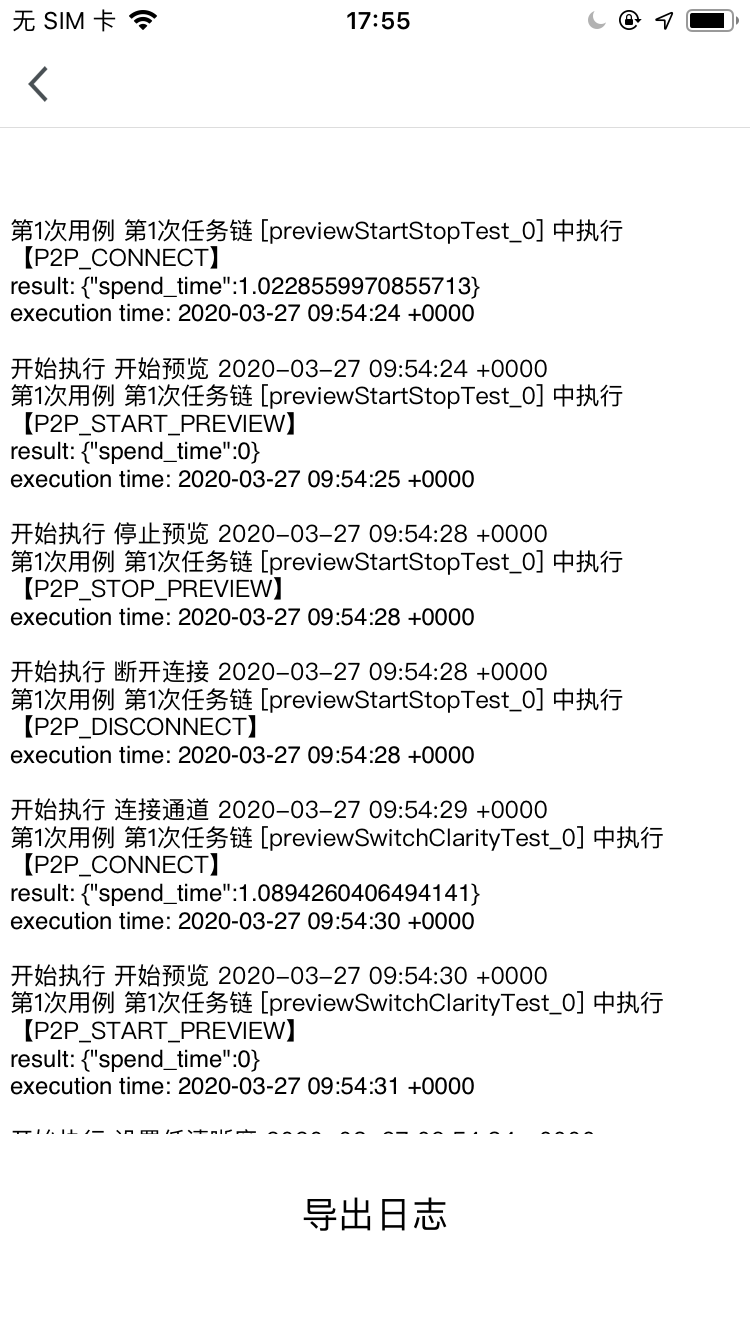 无 SIM 卡
17:55
第1次用例 第1次任务链 [previewStartStopTest_0] 中执行
【P2P_CONNECT】
result: {"spend_time":1.0228559970855713}
execution time: 2020-03-27 09:54:24 +0000
开始执行 开始预览 2020-03-27 09:54:24 +0000
第1次用例 第1次任务链 [previewStartStopTest_0] 中执行
【P2P_START_PREVIEW】
result: {"spend_time":0}
execution time: 2020-03-27 09:54:25 +0000
开始执行 停止预览 2020-03-27 09:54:28 +0000
第1次用例 第1次任务链 [previewStartStopTest_0] 中执行
【P2P_STOP_PREVIEW】
execution time: 2020-03-27 09:54:28 +0000
开始执行 断开连接 2020-03-27 09:54:28 +0000
第1次用例 第1次任务链 [previewStartStopTest_0] 中执行
【P2P_DISCONNECT】
execution time: 2020-03-27 09:54:28 +0000
开始执行 连接通道 2020-03-27 09:54:29 +0000
第1次用例 第1次任务链 [previewSwitchClarityTest_0] 中执行
【P2P_CONNECT】
result: {"spend_time":1.0894260406494141}
execution time: 2020-03-27 09:54:30 +0000
开始执行 开始预览 2020-03-27 09:54:30 +0000
第1次用例 第1次任务链 [previewSwitchClarityTest_0] 中执行
【P2P_START_PREVIEW】
result: {"spend_time":0}
execution time: 2020-03-27 09:54:31 +0000
导出日志